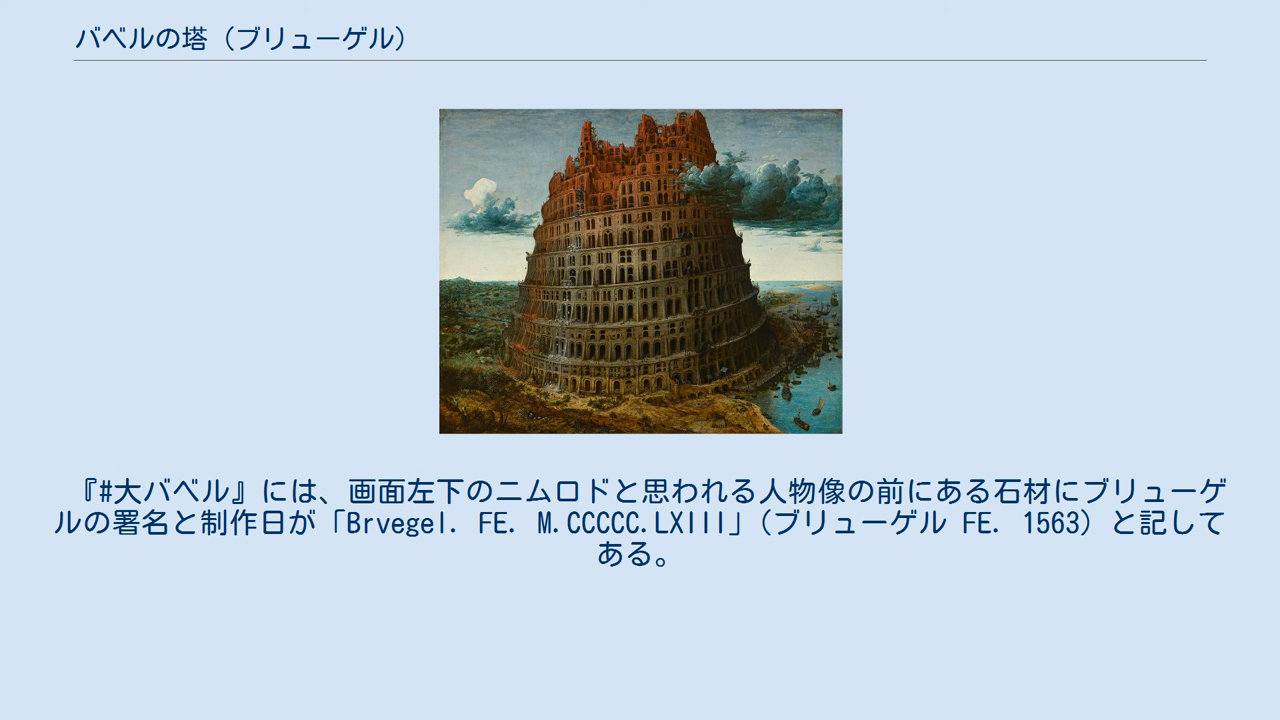 バベルの塔（ブリューゲル）
『#大バベル』には、画面左下のニムロドと思われる人物像の前にある石材にブリューゲ
ルの署名と制作日が「Brvegel. FE. M.CCCCC.LXIII」（ブリューゲル FE. 1563）と記して
ある。